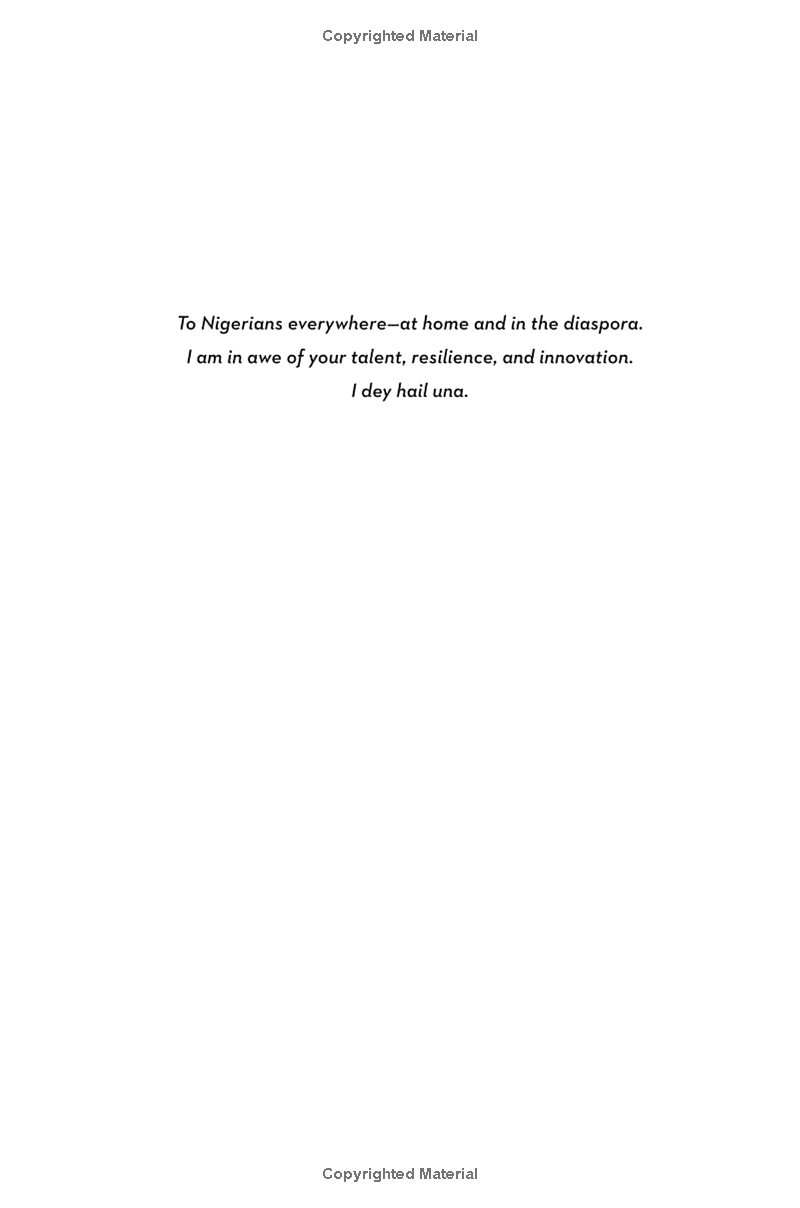 Copyrighted Material
To Nigerians everywhere—at home and in the diaspora.
I am in awe of your talent, resilience, and innovation.
I dey hail una.
Copyrighted Material